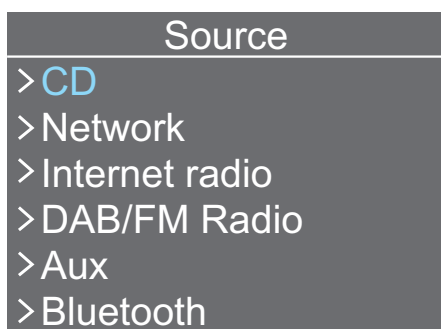 Source
>CD
>Network
>Internet radio
>DAB/FM Radio
>Aux
>Bluetooth